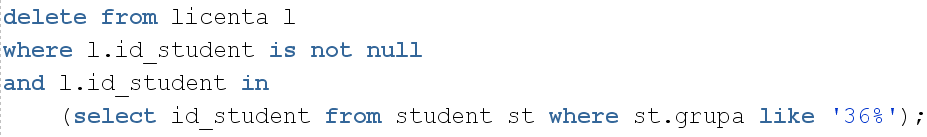 delete from licenta l
where l.id_student is not null
and l.id_student in
(select id_student from student st where st.grupa like '36%');